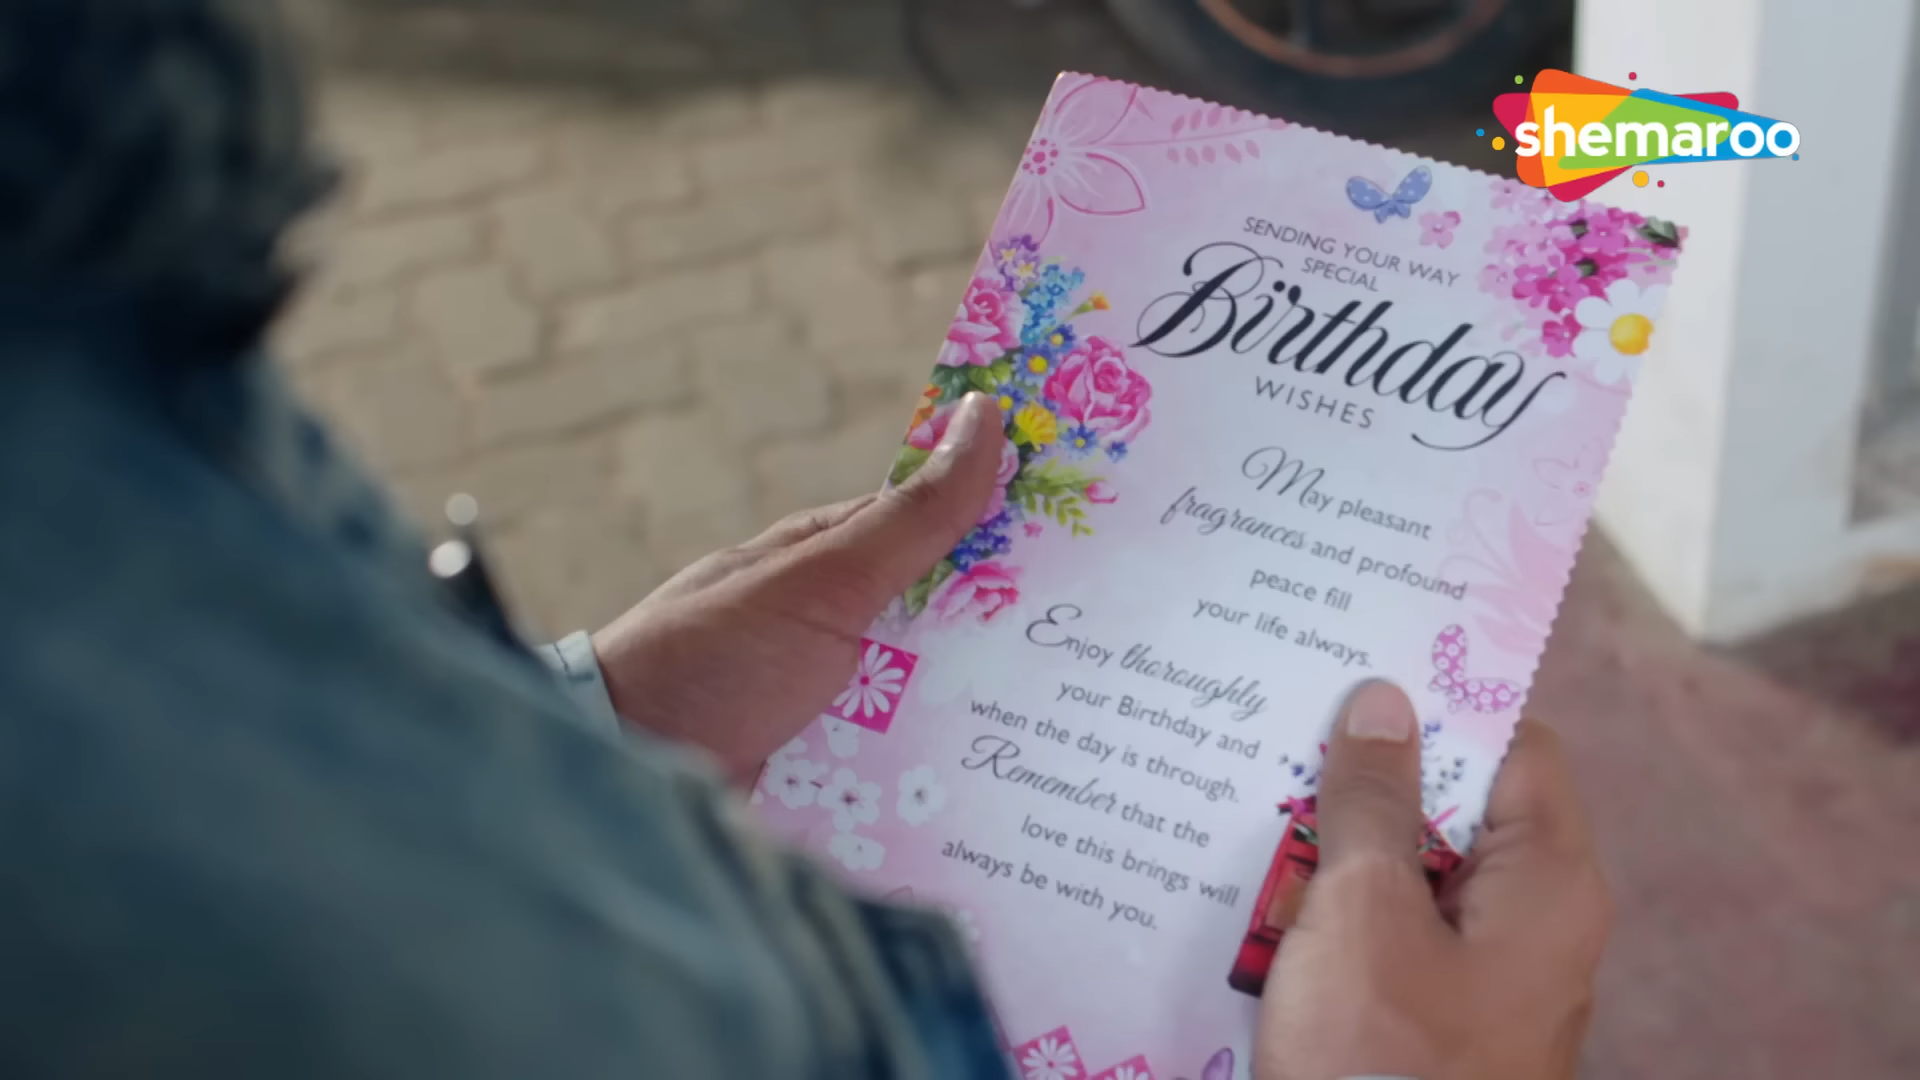 shemaroo
SENDING YOUR WAY
SPECIAL
Birthday
WISHES
May pleasant
fragrances and profound
peace fill
your life always.
Enjoy thoroughly
your Birthday and
when the day is through.
Remember that the
love this brings will
always be with you.